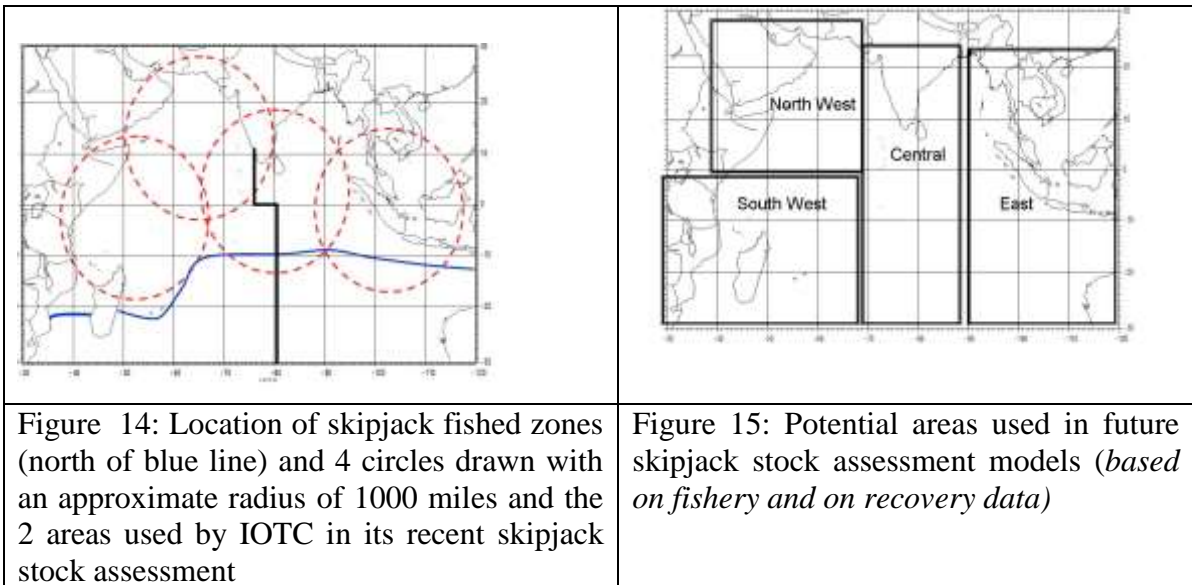 North West
Central
South West
East
Figure 14: Location of skipjack fished zones
(north of blue line) and 4 circles drawn with
an approximate radius of 1000 miles and the
2 areas used by IOTC in its recent skipjack
stock assessment
Figure 15: Potential areas used in future
skipjack stock assessment models (based
on fishery and on recovery data)